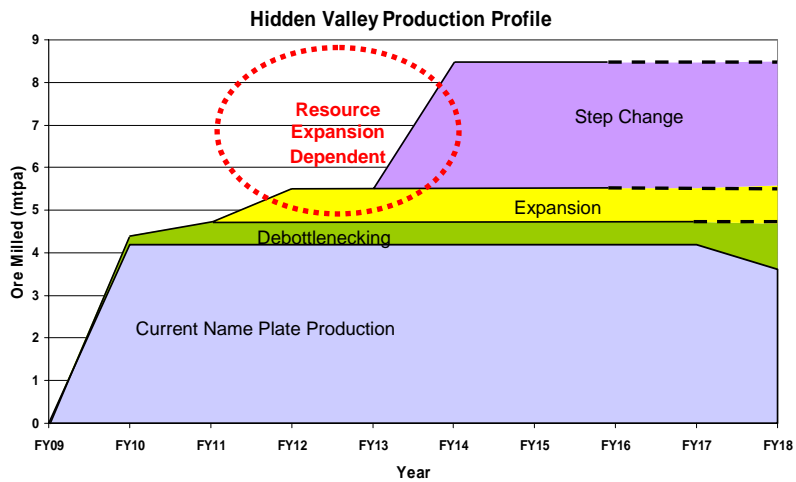 Hidden Valley Production Profile
9
8
7
6
5
4
3
2
1
0
Ore Milled (mtpa)
Resource
Expansion
Dependent
Step Change
Expansion
Debottlenecking
Current Name Plate Production
FY09 FY10 FY11 FY12 FY13 FY14 FY15 FY16 FY17 FY18
Year